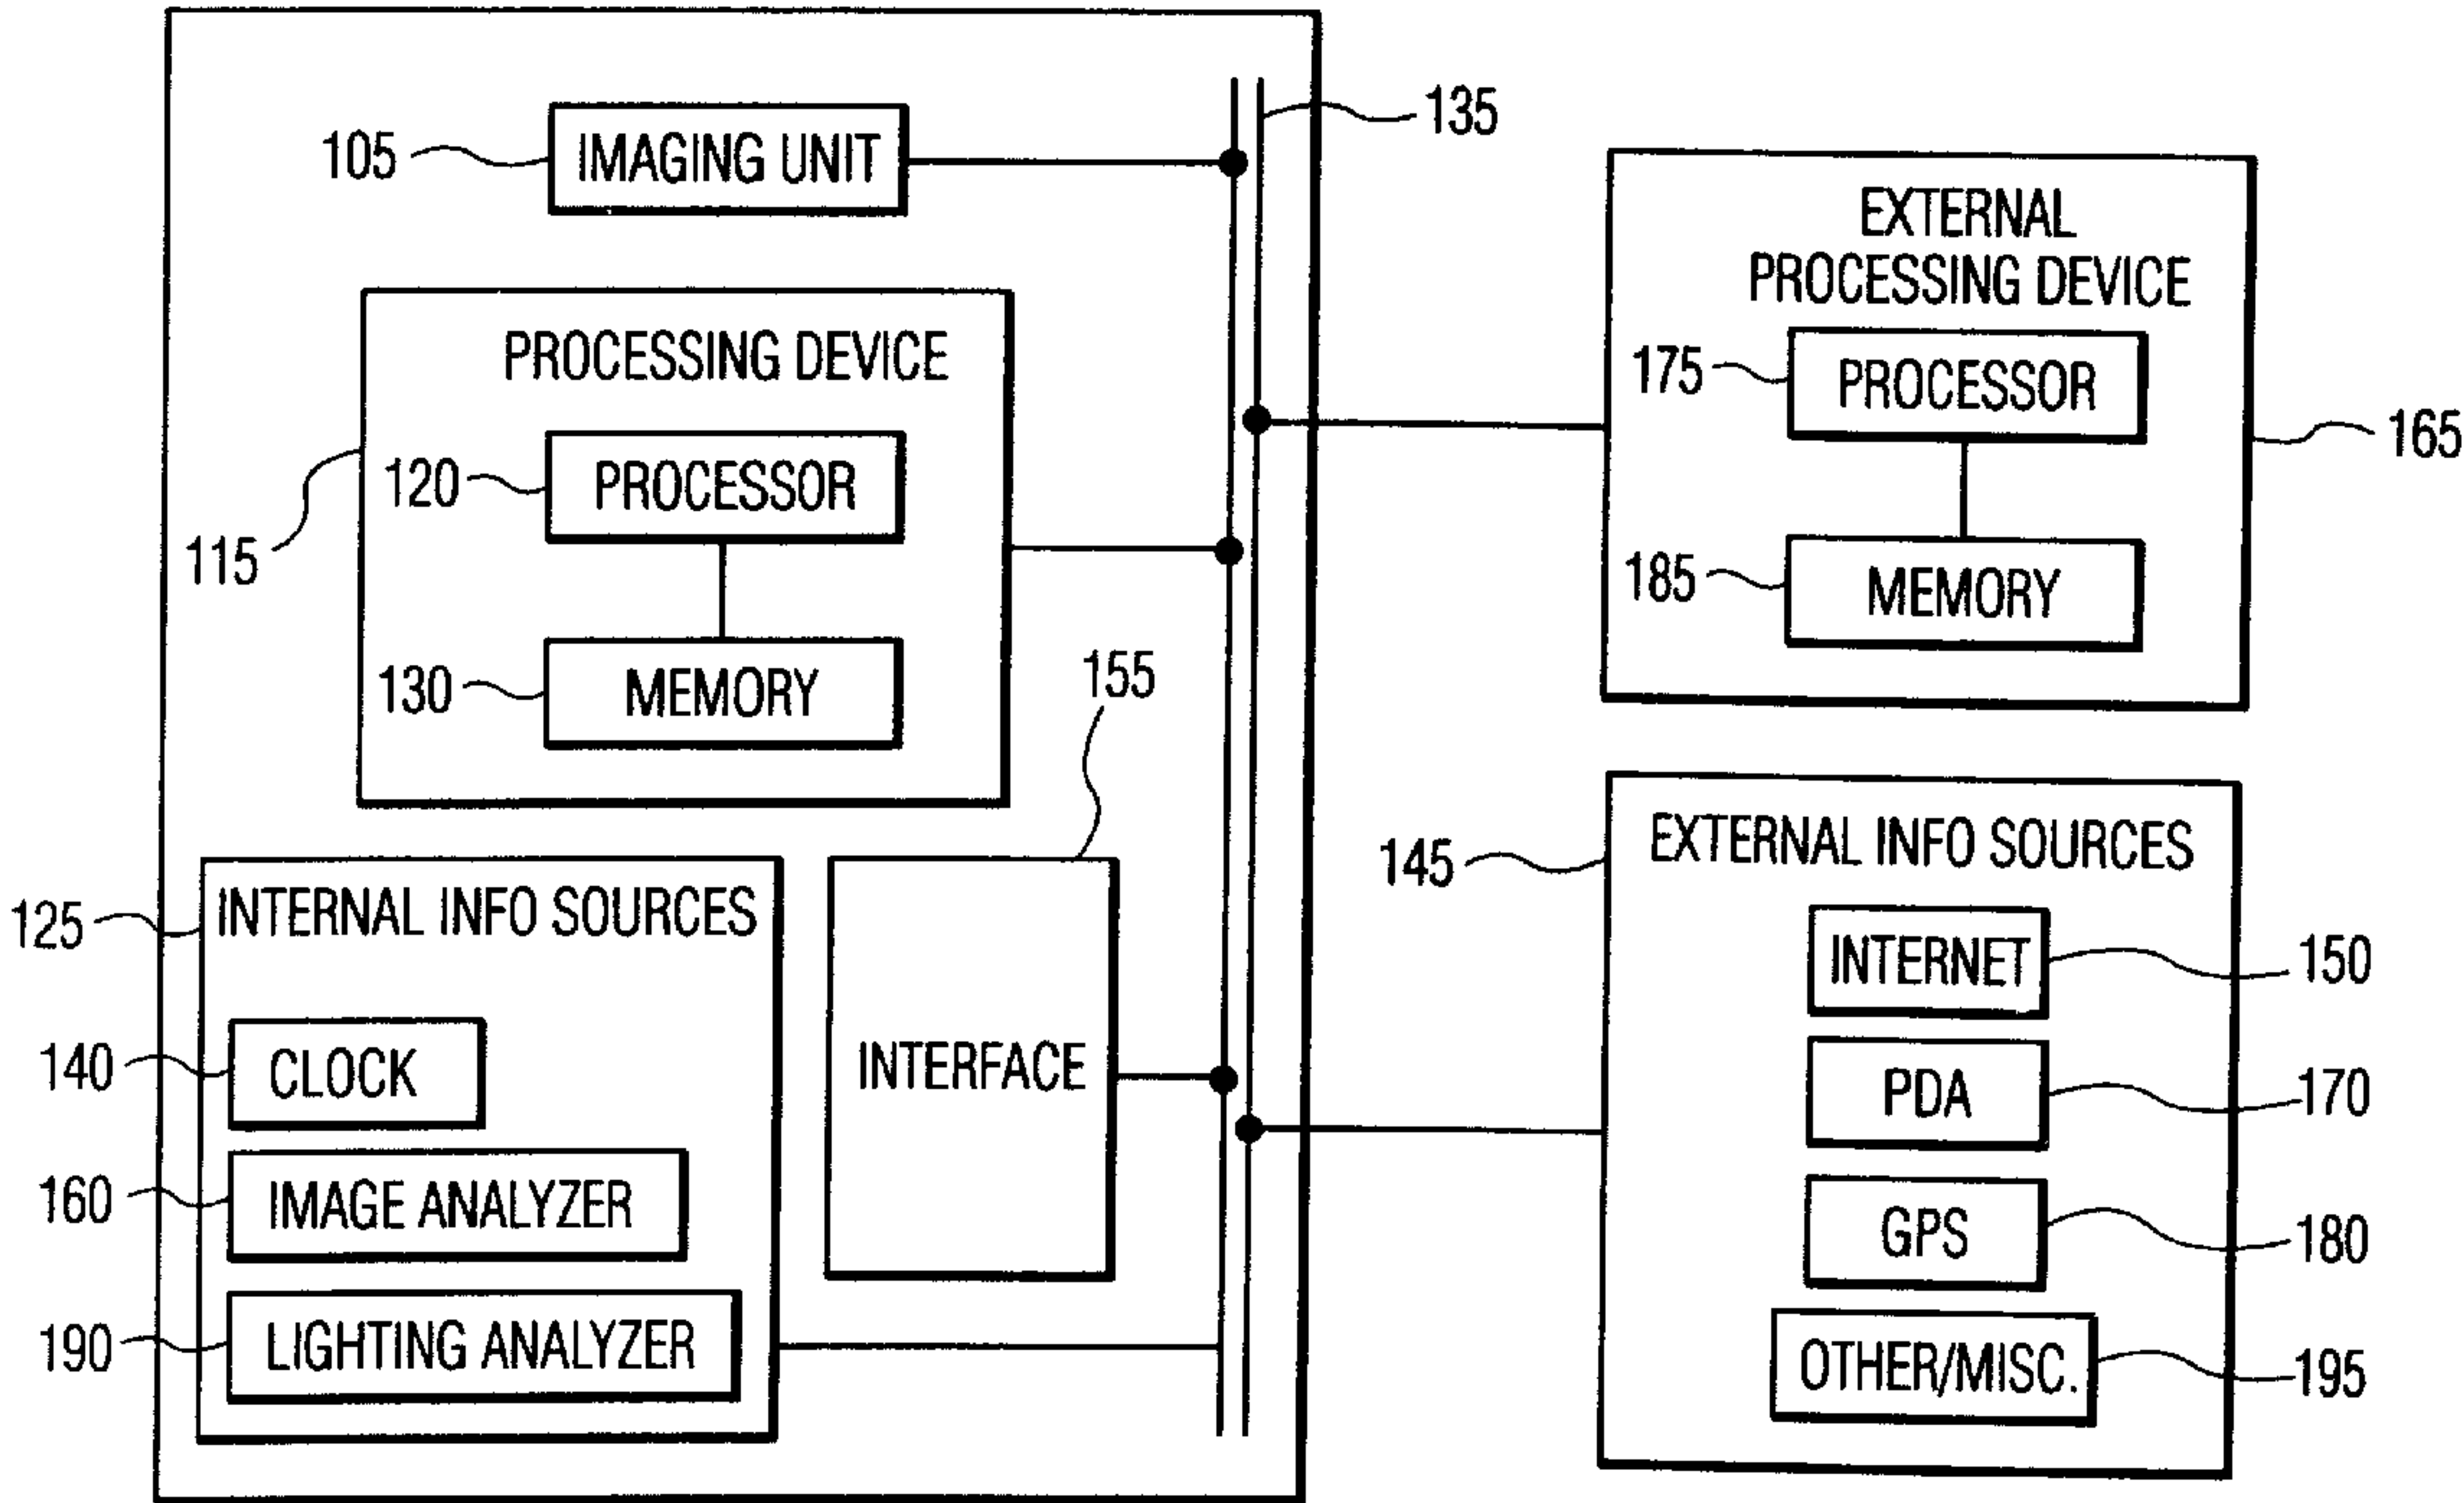 135
105
IMAGING UNIT
EXTERNAL
PROCESSING DEVICE
175
PROCESSOR
165
185
MEMORY
PROCESSING DEVICE
120
PROCESSOR
115
130
MEMORY
155
125
INTERNAL INFO SOURCES
140
CLOCK
160
IMAGE ANALYZER
190
LIGHTING ANALYZER
INTERFACE
145
EXTERNAL INFO SOURCES
INTERNET
150
PDA
170
GPS
180
OTHER/MISC.
195